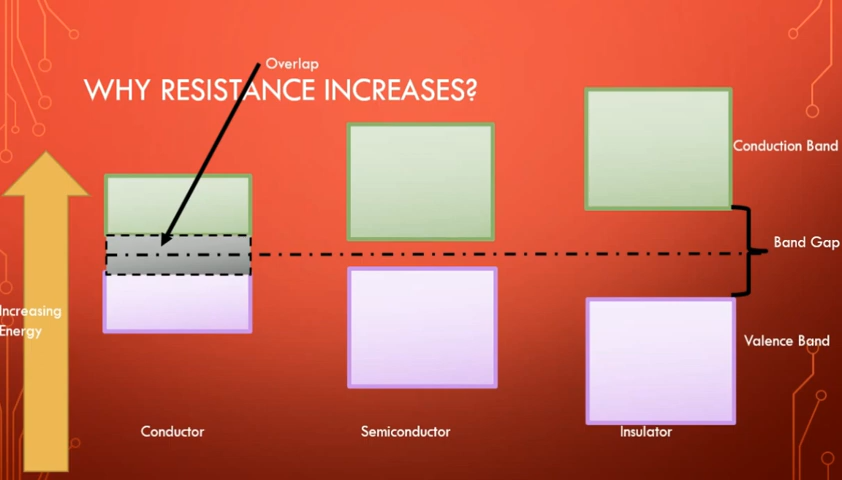 Overlap
WHY RESISTANCE INCREASES?
Conduction Band
Band Gap
Increasing
Energy
Valence Band
Conductor
Semiconductor
Insulator